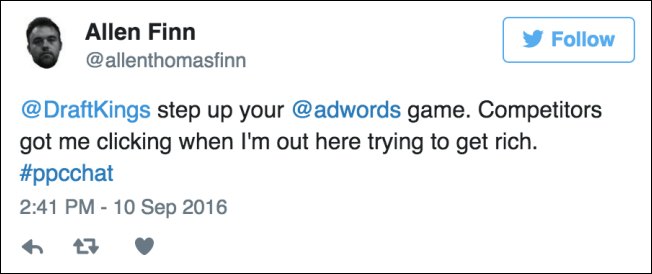 Allen Finn
@allenthomasfinn
Follow
@DraftKings step up your @adwords game. Competitors
got me clicking when I'm out here trying to get rich.
#ppcchat
2:41 PM - 10 Sep 2016